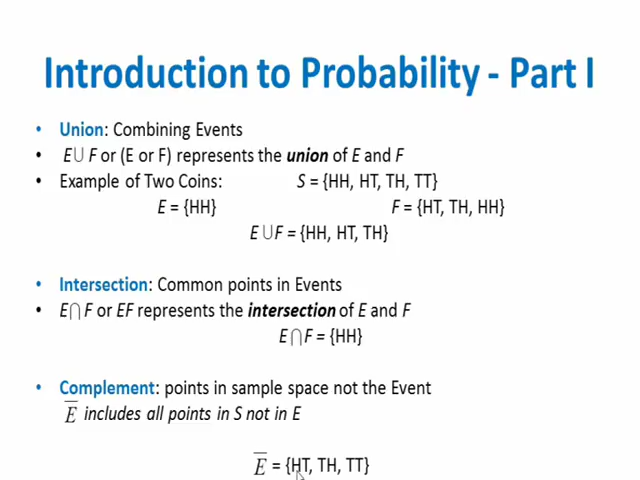 Introduction to Probability - Part I
• Union: Combining Events
• E∪F or (E or F) represents the union of E and F
• Example of Two Coins: S = {HH, HT, TH, TT}
E = {HH} F = {HT, TH, HH}
E∪F = {HH, HT, TH}
• Intersection: Common points in Events
• E∩F or EF represents the intersection of E and F
E∩F = {HH}
• Complement: points in sample space not the Event
E̅ includes all points in S not in E
E̅ = {HT, TH, TT}